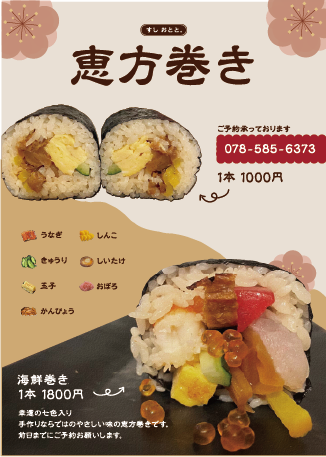 すし おとと。
恵方巻き
ご予約承っております
078-585-6373
1本 1000円
うなぎ
しんこ
きゅうり
しいたけ
玉子
おぼろ
かんぴょう
海鮮巻き
1本 1800円
幸運の七色入り
手作りならではのやさしい味の恵方巻きです。
前日までにご予約お願いします。